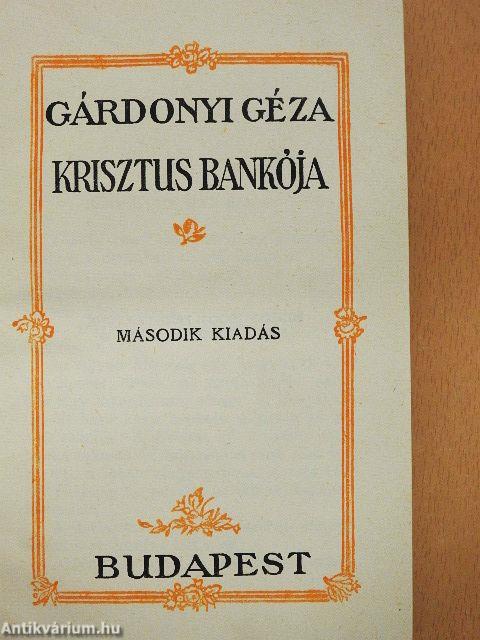 GÁRDONYI GÉZA
KRISZTUS BANKÓJA
MÁSODIK KIADÁS
BUDAPEST
Antikvárium.hu